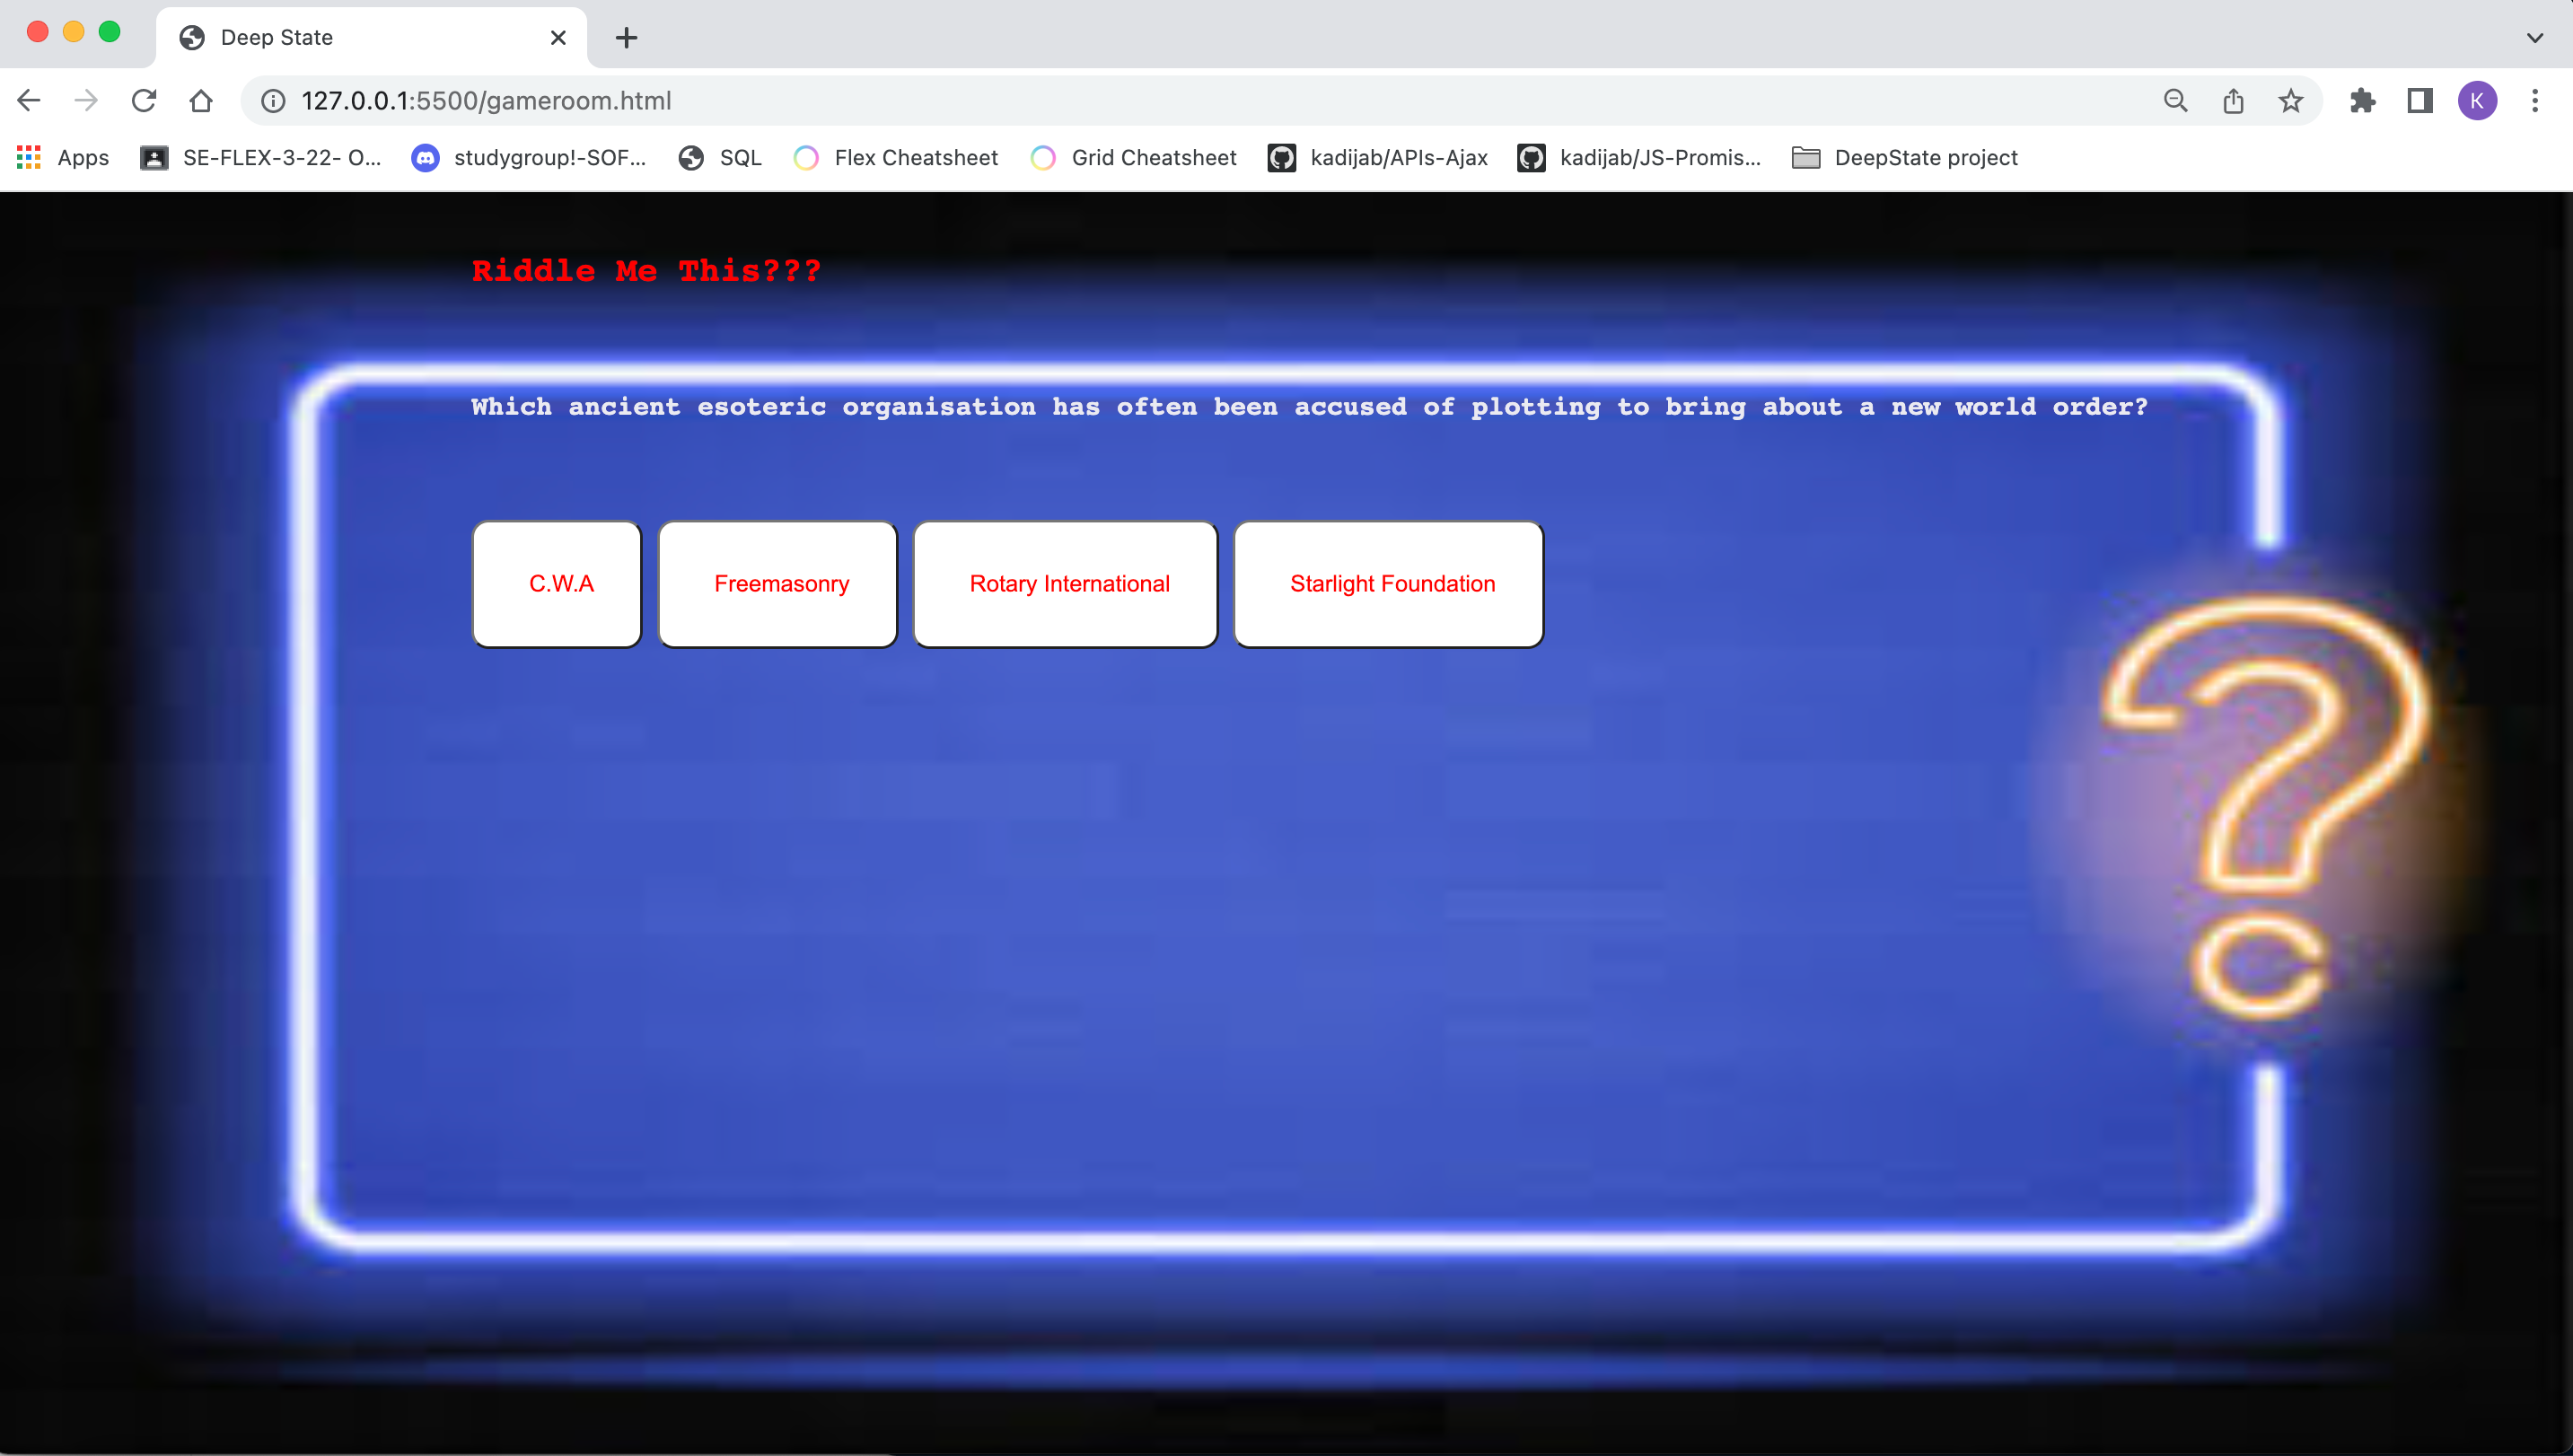 Deep State
127.0.0.1:5500/gameroom.html
K
Apps SE-FLEX-3-22- O... studygroup!-SOF... SQL Flex Cheatsheet Grid Cheatsheet kadijab/APIs-Ajax kadijab/JS-Promis... DeepState project
Riddle Me This???
Which ancient esoteric organisation has often been accused of plotting to bring about a new world order?
C.W.A Freemasonry Rotary International Starlight Foundation
?